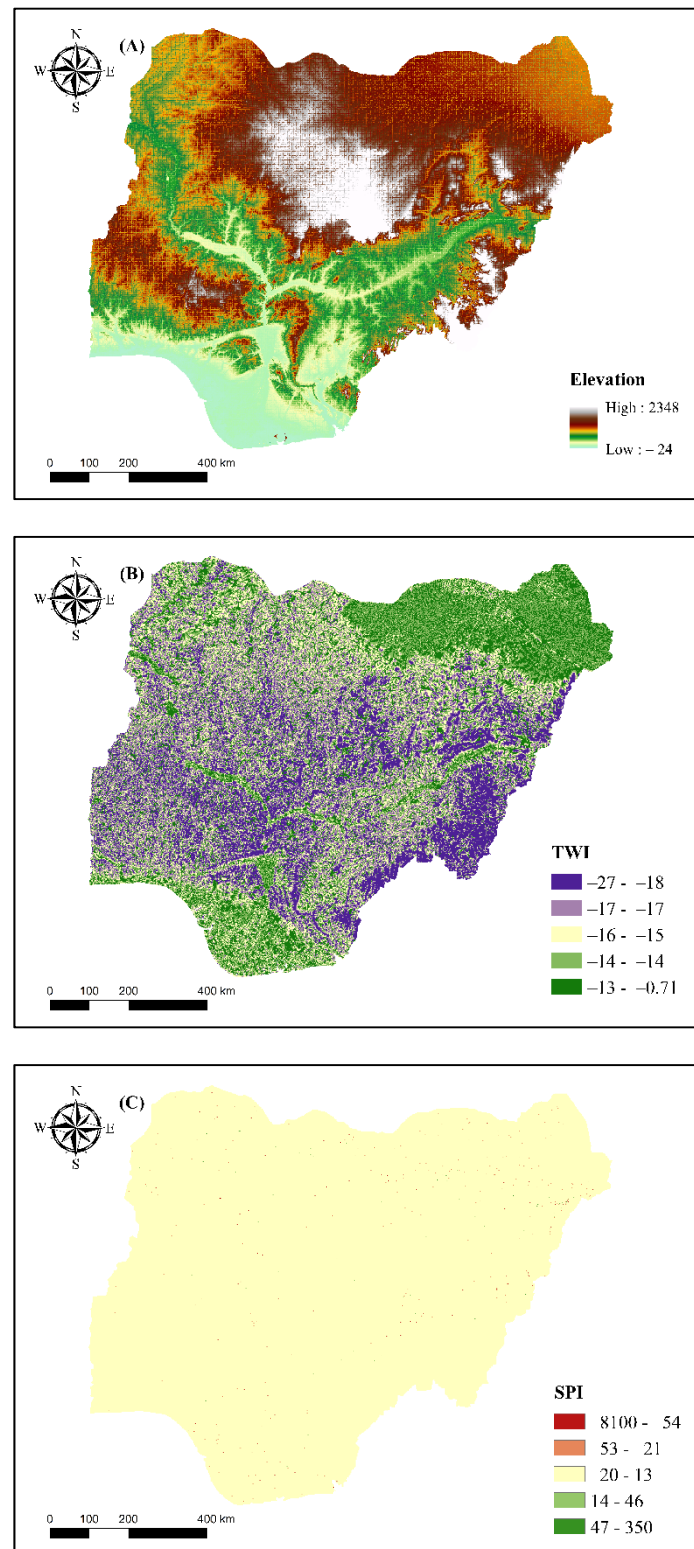 (A)
N
W E
S
Elevation
High : 2348
Low : – 24
0 100 200 400 km
(B)
N
W E
S
TWI
–27 - –18
–17 - –17
–16 - –15
–14 - –14
–13 - –0.71
0 100 200 400 km
(C)
N
W E
S
SPI
8100 - 54
53 - 21
20 - 13
14 - 46
47 - 350
0 100 200 400 km